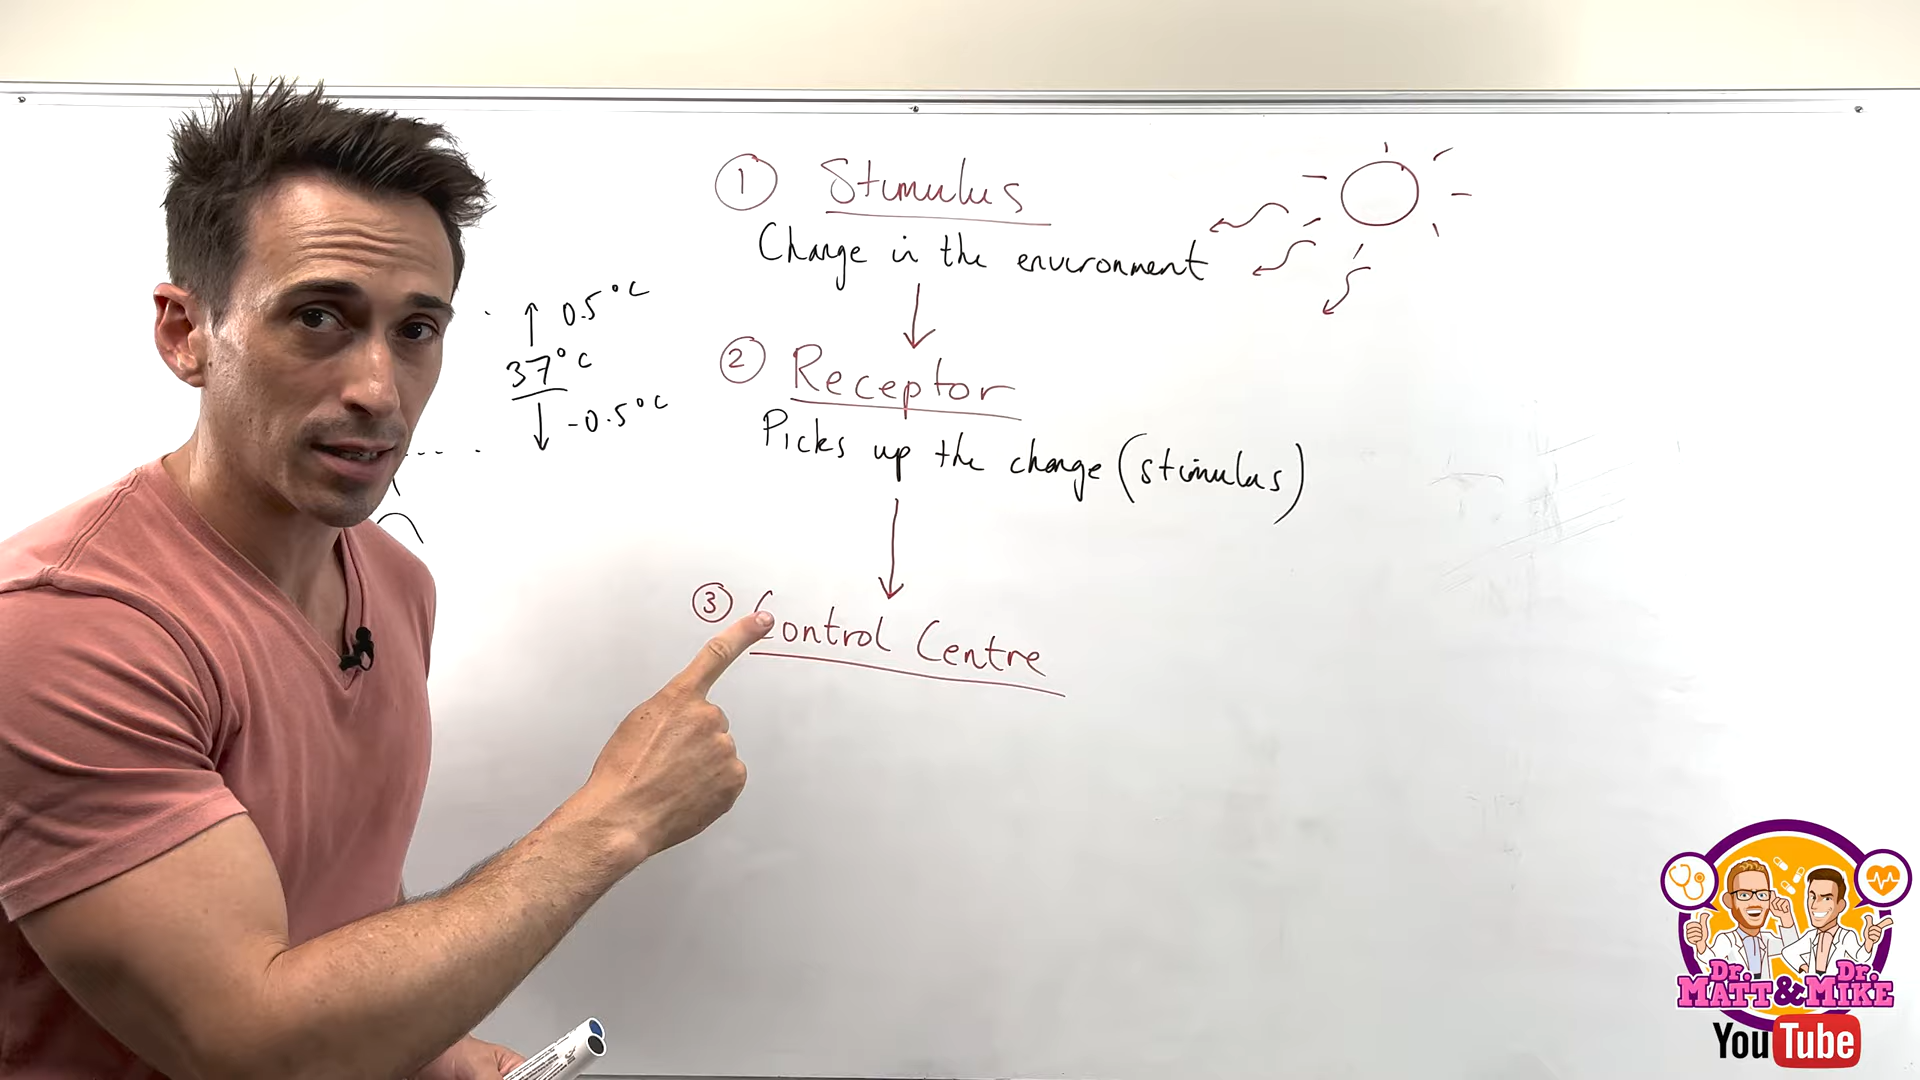 ↑ 0.5°C
37°C
↓ -0.5°C
① Stimulus
Change in the environment
② Receptor
Picks up the change (stimulus)
③ Control Centre
Dr. Dr.
MATT & MIKE
YouTube